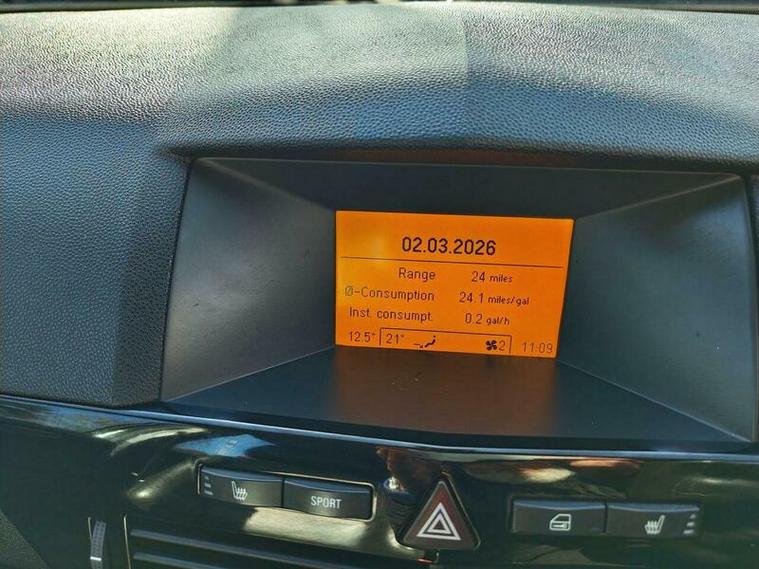 02.03.2026
Range 24 miles
Ø-Consumption 24.1 miles/gal
Inst. consumpt. 0.2 gal/h
12.5° 21° 2 11:09
SPORT